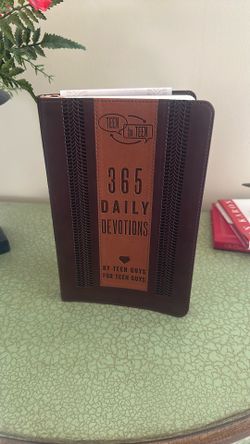 TEEN
to TEEN
365
DAILY
DEVOTIONS
BY TEEN GUYS
FOR TEEN GUYS